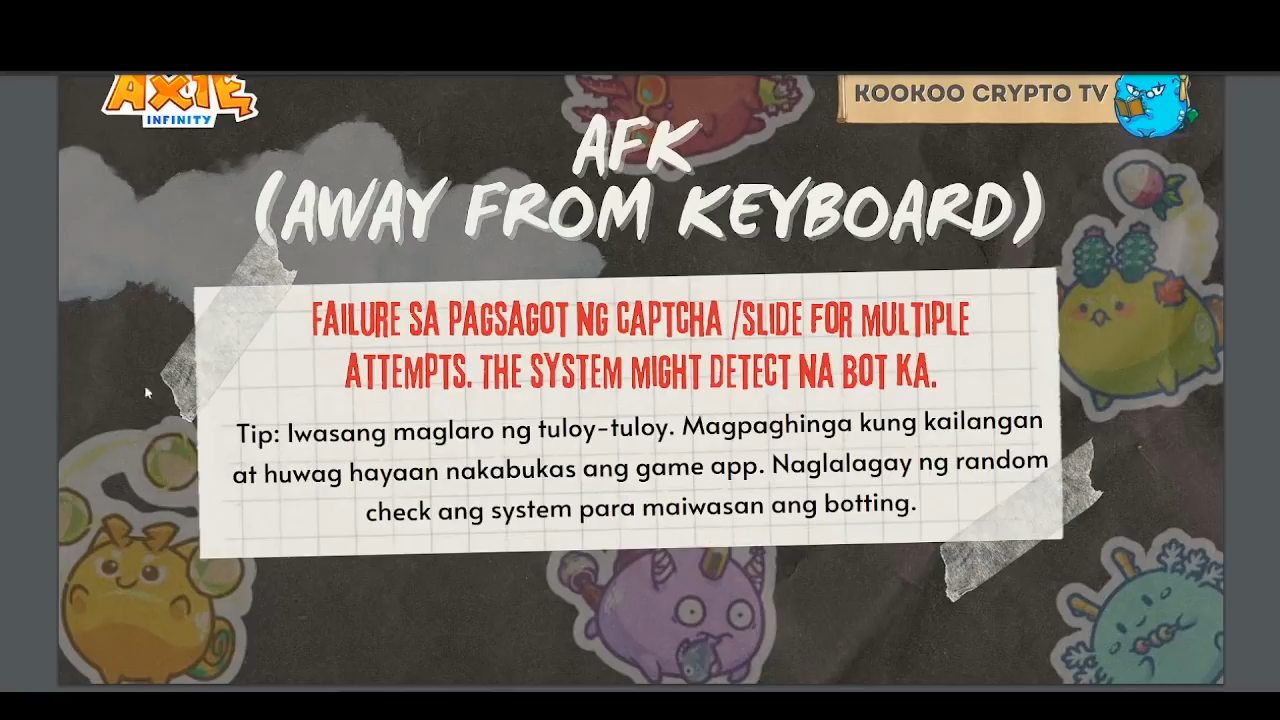 AXIE
INFINITY
KOOKOO CRYPTO TV
AFK
(AWAY FROM KEYBOARD)
FAILURE SA PAGSAGOT NG CAPTCHA /SLIDE FOR MULTIPLE
ATTEMPTS. THE SYSTEM MIGHT DETECT NA BOT KA.
Tip: Iwasang maglaro ng tuloy-tuloy. Magpaghinga kung kailangan
at huwag hayaan nakabukas ang game app. Naglalagay ng random
check ang system para maiwasan ang botting.